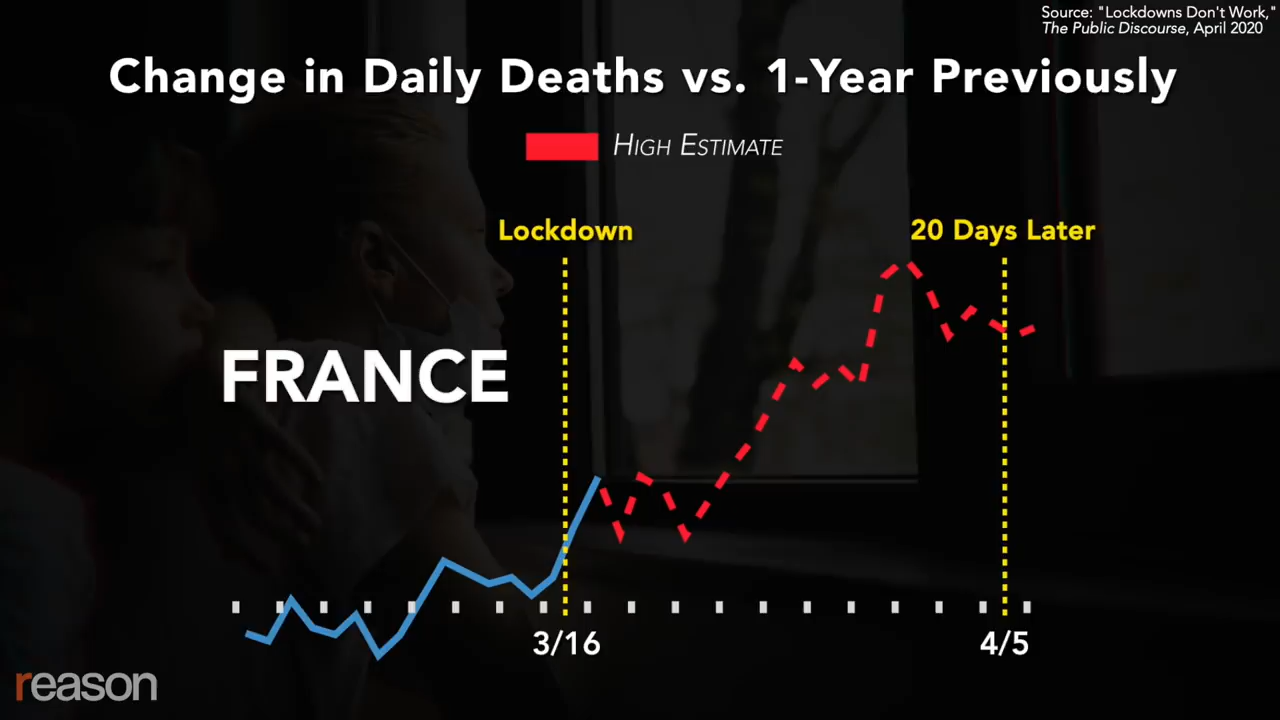 Source: "Lockdowns Don't Work,"
The Public Discourse, April 2020
Change in Daily Deaths vs. 1-Year Previously
High Estimate
Lockdown
20 Days Later
FRANCE
3/16
4/5
reason